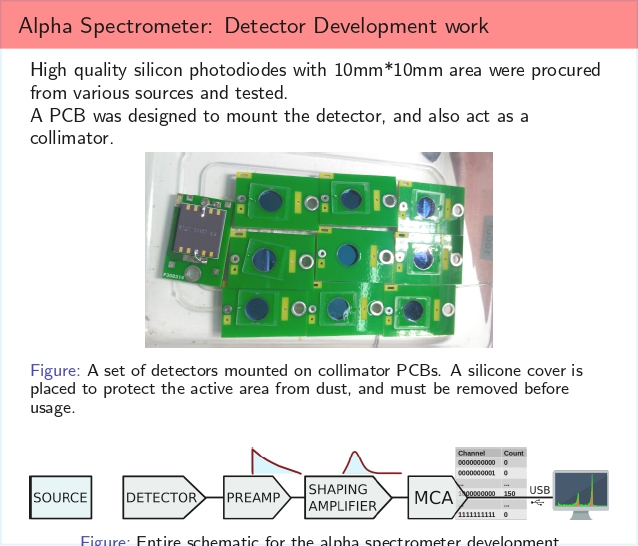 Alpha Spectrometer: Detector Development work
High quality silicon photodiodes with 10mm*10mm area were procured
from various sources and tested.
A PCB was designed to mount the detector, and also act as a
collimator.
Figure: A set of detectors mounted on collimator PCBs. A silicone cover is
placed to protect the active area from dust, and must be removed before
usage.
Channel Count
0000000000 0
0000000001 0
... ...
000000000 150
... ...
1111111111 0
SOURCE
DETECTOR
PREAMP
SHAPING
AMPLIFIER
MCA
USB
Figure: Entire schematic for the alpha spectrometer development